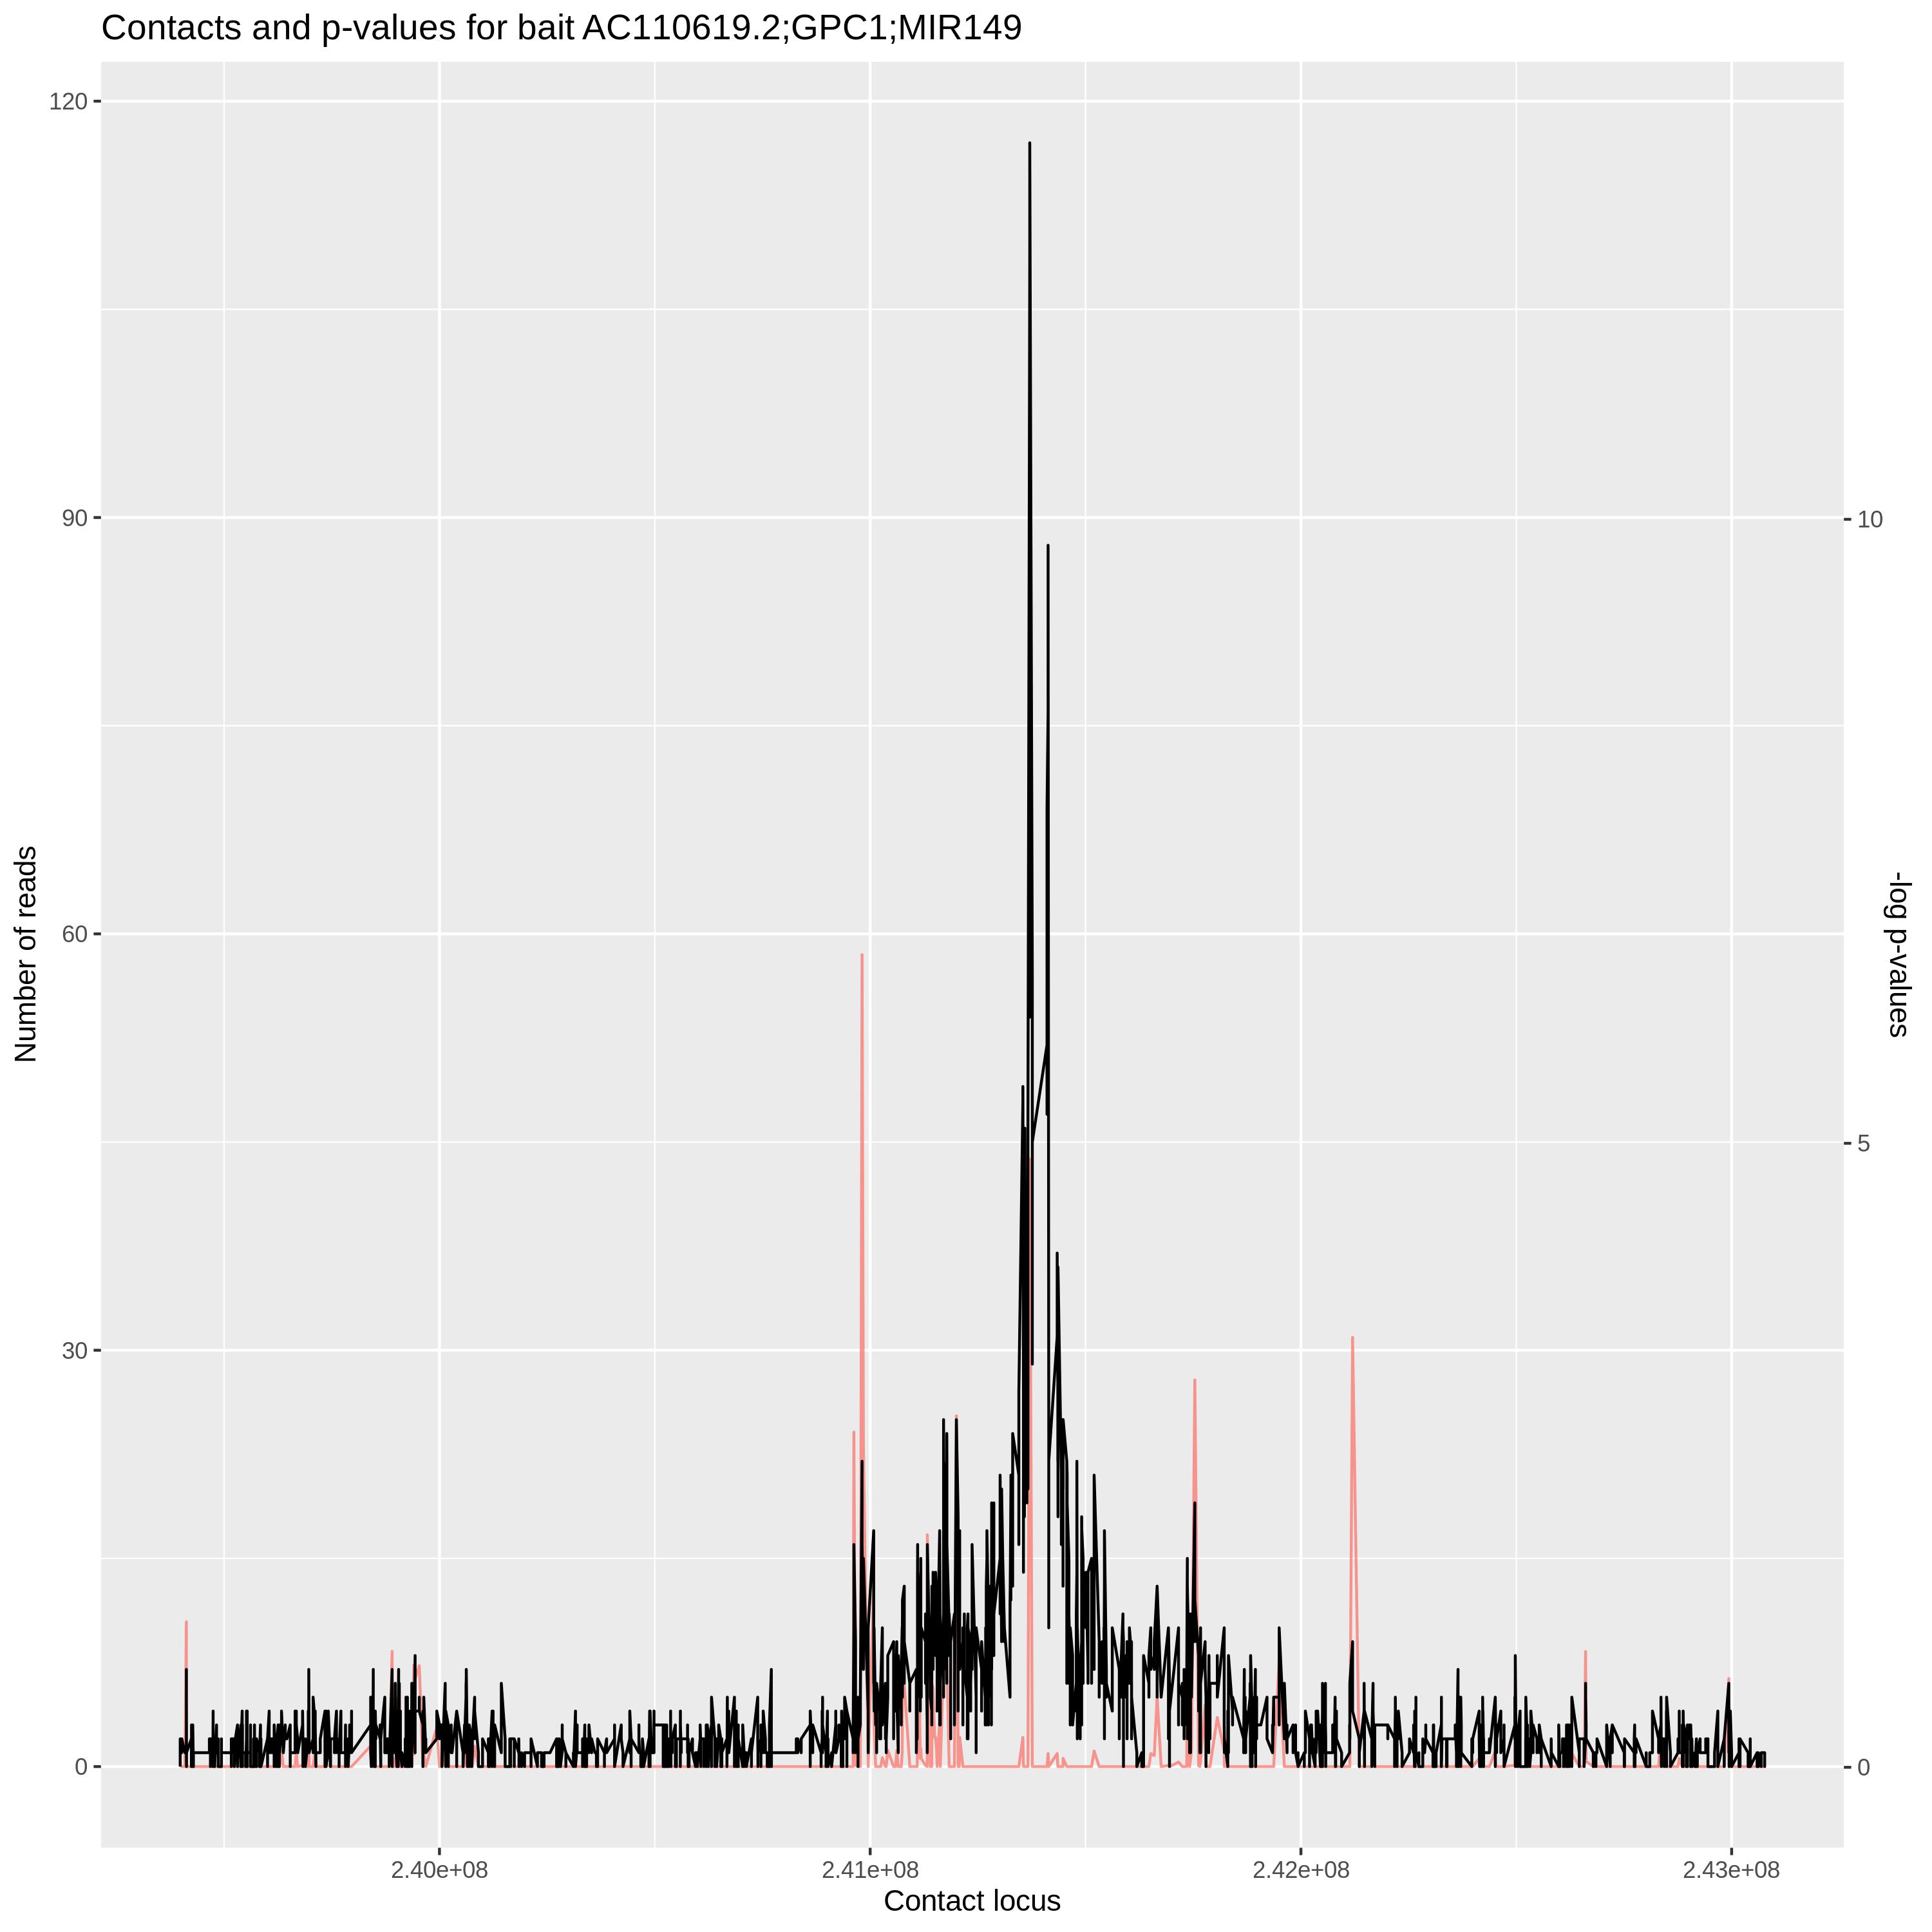 Contacts and p-values for bait AC110619.2;GPC1;MIR149
120
90
60
30
0
Number of reads
10
5
0
-log p-values
2.40e+08
2.41e+08
2.42e+08
2.43e+08
Contact locus